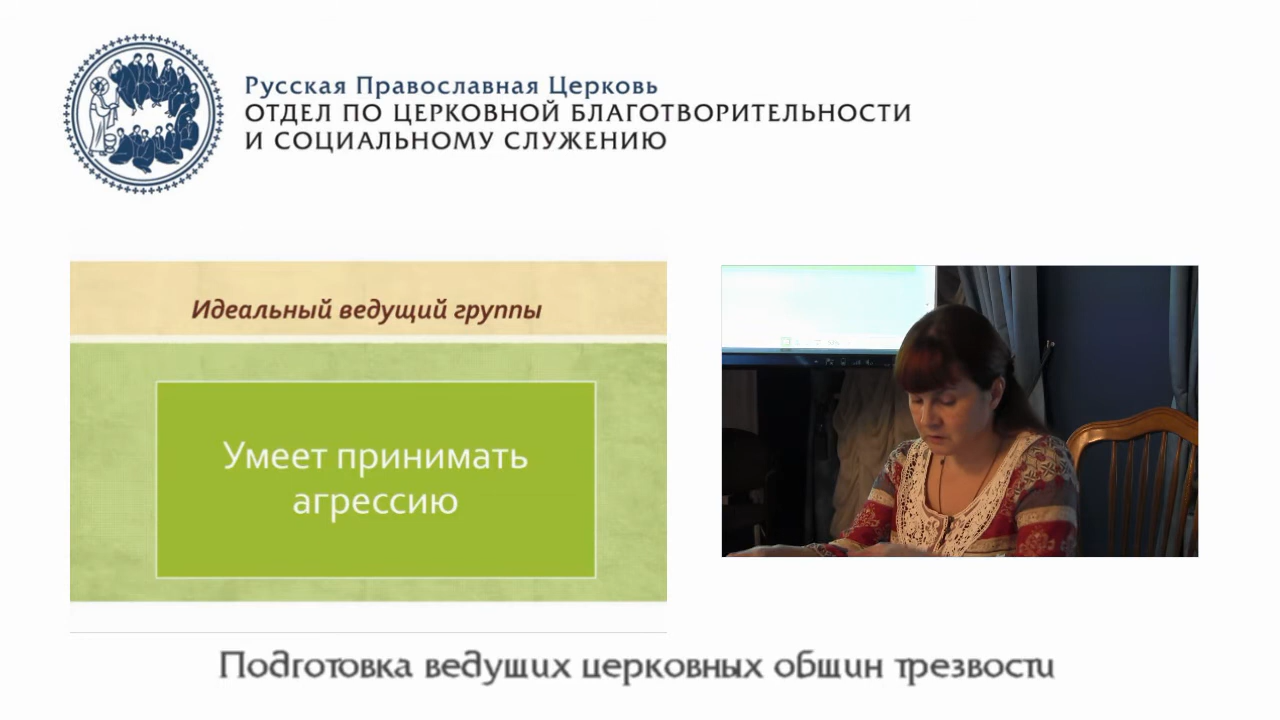 Русская Православная Церковь
ОТДЕЛ ПО ЦЕРКОВНОЙ БЛАГОТВОРИТЕЛЬНОСТИ
И СОЦИАЛЬНОМУ СЛУЖЕНИЮ
Идеальный ведущий группы
Умеет принимать
агрессию
Подготовка ведущих церковных общин трезвости